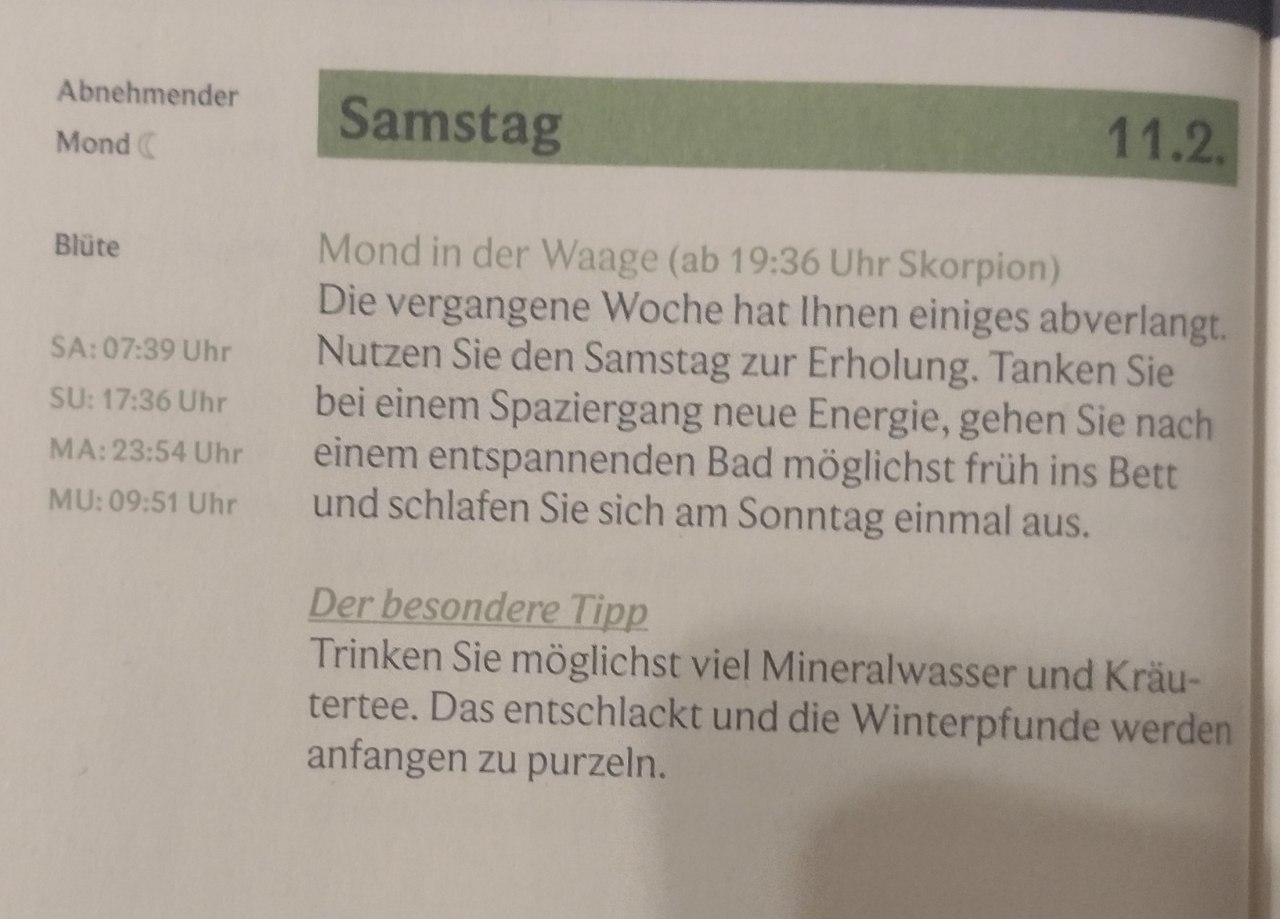 Abnehmender
Mond ☾
Samstag 11.2.
Blüte
SA: 07:39 Uhr
SU: 17:36 Uhr
MA: 23:54 Uhr
MU: 09:51 Uhr
Mond in der Waage (ab 19:36 Uhr Skorpion)
Die vergangene Woche hat Ihnen einiges abverlangt.
Nutzen Sie den Samstag zur Erholung. Tanken Sie
bei einem Spaziergang neue Energie, gehen Sie nach
einem entspannenden Bad möglichst früh ins Bett
und schlafen Sie sich am Sonntag einmal aus.
Der besondere Tipp
Trinken Sie möglichst viel Mineralwasser und Kräu-
tertee. Das entschlackt und die Winterpfunde werden
anfangen zu purzeln.